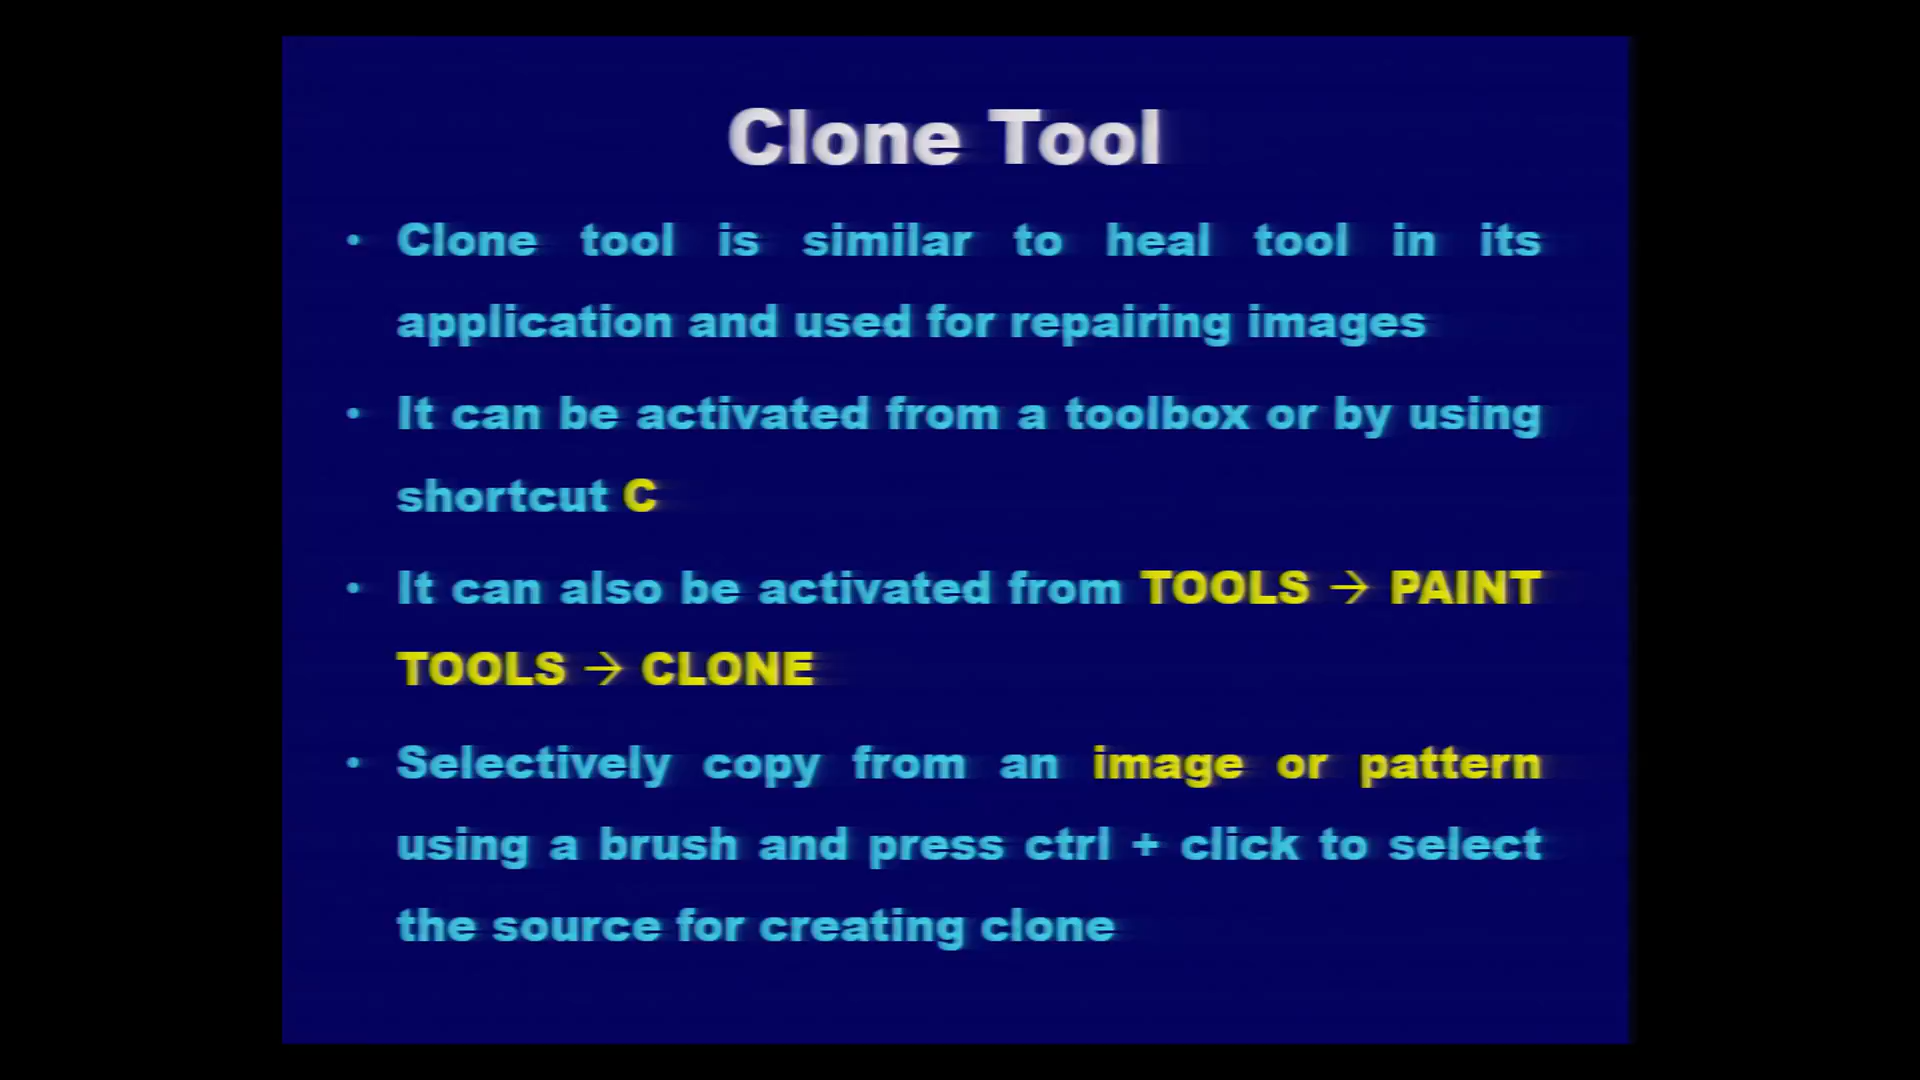 Clone Tool
• Clone tool is similar to heal tool in its
application and used for repairing images
• It can be activated from a toolbox or by using
shortcut C
• It can also be activated from TOOLS → PAINT
TOOLS → CLONE
• Selectively copy from an image or pattern
using a brush and press ctrl + click to select
the source for creating clone